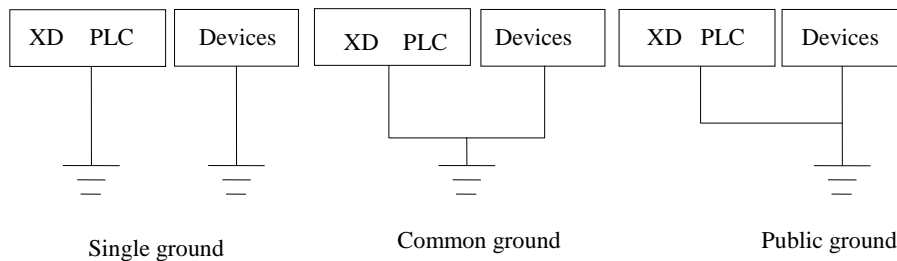 XD PLC Devices XD PLC Devices XD PLC Devices
Single ground Common ground Public ground